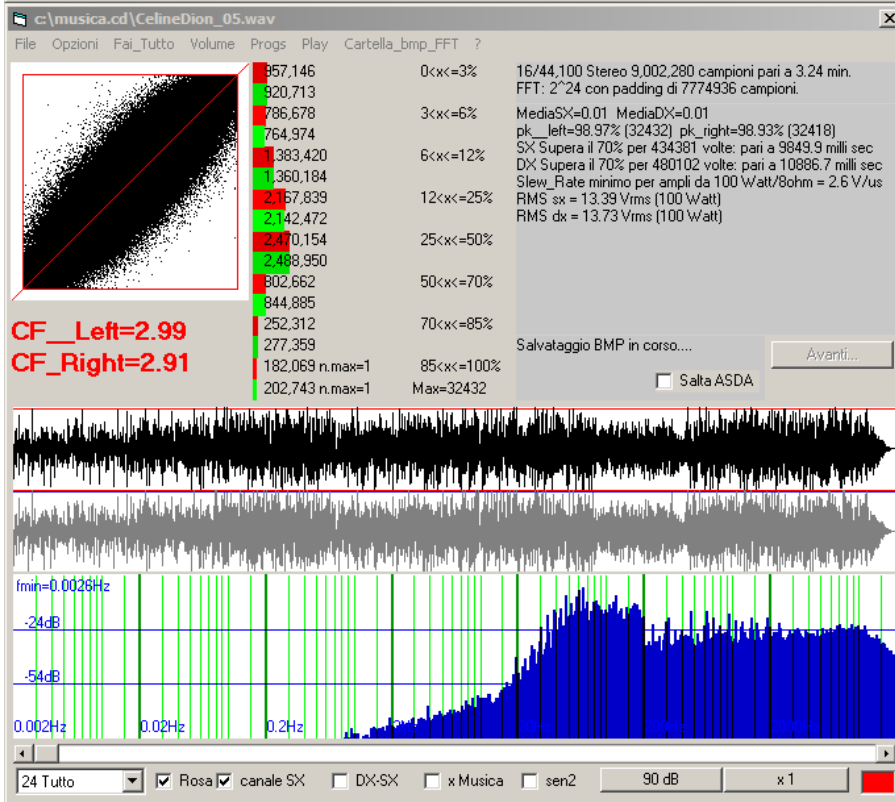 c:\musica.cd\CelineDion_05.wav
File Opzioni Fai_Tutto Volume Progs Play Cartella_bmp_FFT ?
957,146 0<x<=3%
920,713
786,678 3<x<=6%
764,974
1,383,420 6<x<=12%
1,360,184
2,167,839 12<x<=25%
2,142,472
2,470,154 25<x<=50%
2,488,950
802,662 50<x<=70%
844,885
252,312 70<x<=85%
277,359
182,069 n.max=1 85<x<=100%
202,743 n.max=1 Max=32432
CF__Left=2.99
CF_Right=2.91
16/44,100 Stereo 9,002,280 campioni pari a 3.24 min.
FFT: 2^24 con padding di 7774936 campioni.
MediaSX=0.01 MediaDX=0.01
pk__left=98.97% (32432) pk_right=98.93% (32418)
SX Supera il 70% per 434381 volte: pari a 9849.9 milli sec
DX Supera il 70% per 480102 volte: pari a 10886.7 milli sec
Slew_Rate minimo per ampli da 100 Watt/8ohm = 2.6 V/us
RMS sx = 13.39 Vrms (100 Watt)
RMS dx = 13.73 Vrms (100 Watt)
Salvataggio BMP in corso....
Avanti...
Salta ASDA
fmin=0.0026Hz
-24dB
-54dB
0.002Hz 0.02Hz 0.2Hz
24 Tutto Rosa canale SX DX-SX x Musica sen2 90 dB x 1